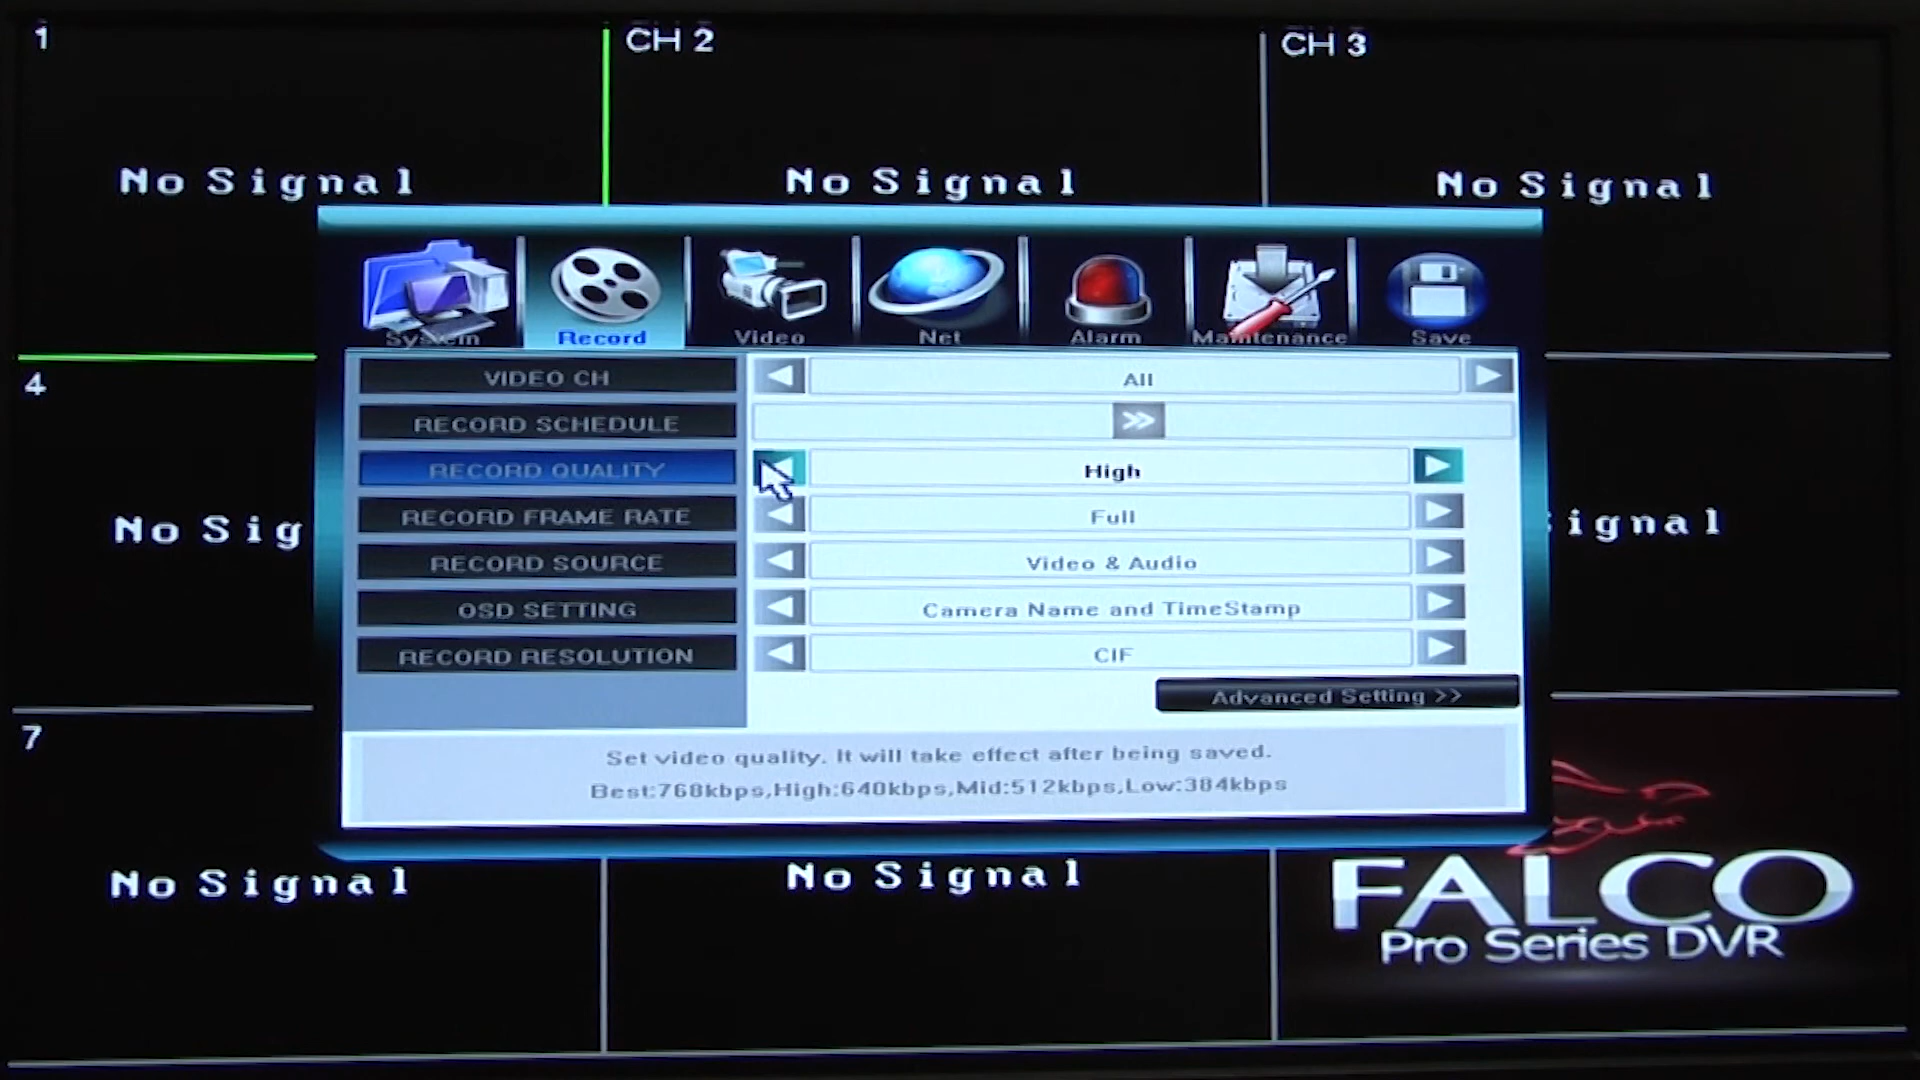 1
CH 2
CH 3
No Signal
No Signal
No Signal
System
Record
Video
Net
Alarm
Maintenance
Save
VIDEO CH
All
RECORD SCHEDULE
>>
RECORD QUALITY
High
RECORD FRAME RATE
Full
RECORD SOURCE
Video & Audio
OSD SETTING
Camera Name and TimeStamp
RECORD RESOLUTION
CIF
Advanced Setting >>
Set video quality. It will take effect after being saved.
Best:768kbps,High:640kbps,Mid:512kbps,Low:384kbps
4
No Sig
ignal
7
No Signal
No Signal
FALCO
Pro Series DVR